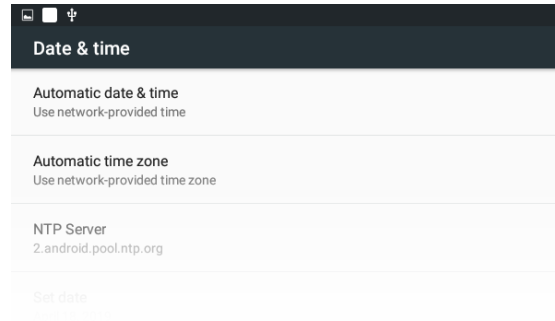 Date & time
Automatic date & time
Use network-provided time
Automatic time zone
Use network-provided time zone
NTP Server
2.android.pool.ntp.org
Set date